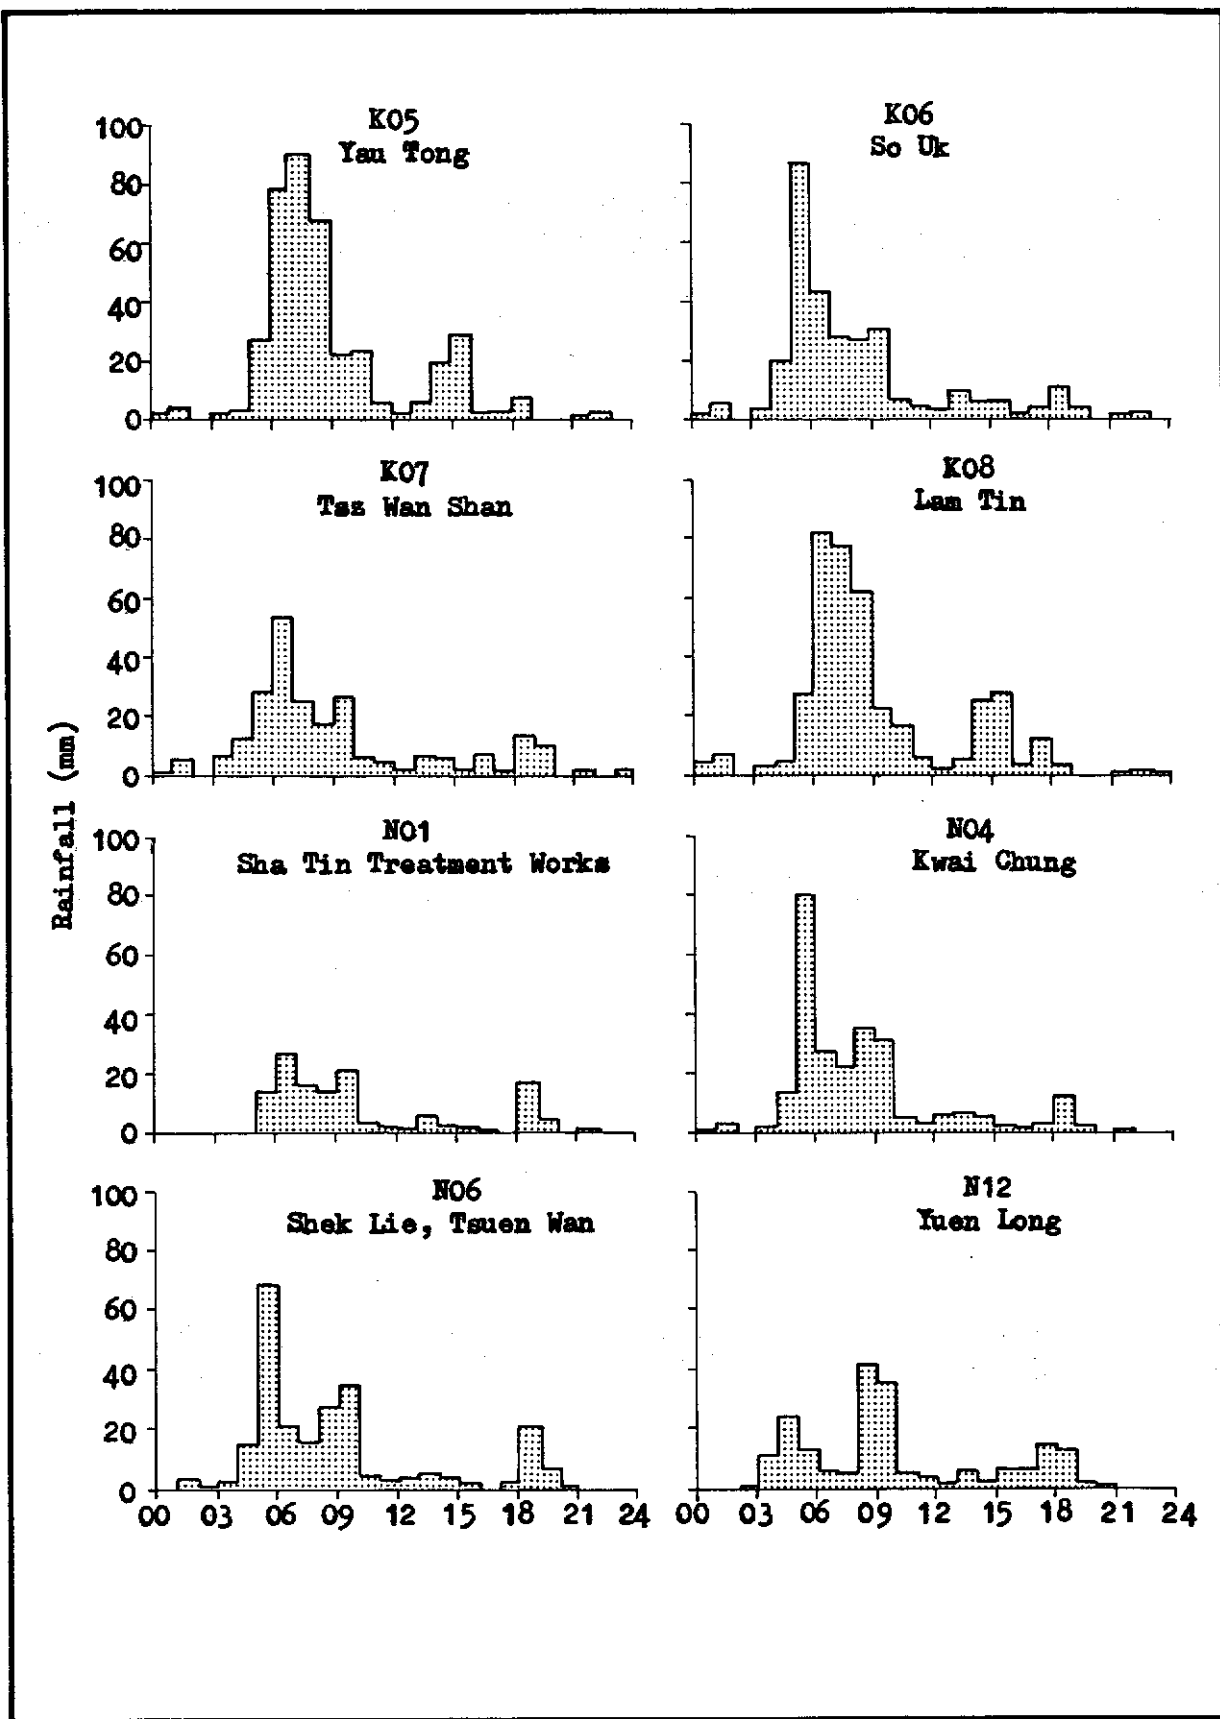 K05
Yau Tong
100
80
60
40
20
0
K06
So Uk
K07
Tsz Wan Shan
100
80
60
40
20
0
K08
Lam Tin
Rainfall (mm)
N01
Sha Tin Treatment Works
100
80
60
40
20
0
N04
Kwai Chung
N06
Shek Lie, Tsuen Wan
100
80
60
40
20
0
00 03 06 09 12 15 18 21 24
N12
Yuen Long
00 03 06 09 12 15 18 21 24